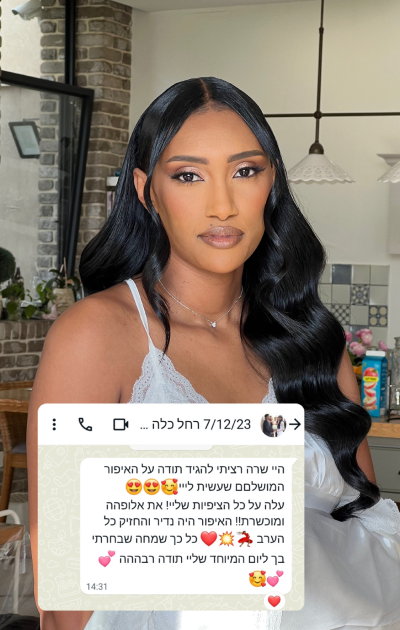 7/12/23 רחל כלה ...
היי שרה רציתי להגיד תודה על האיפור
המושלםם שעשית לייי🥰😍😍
עלה על כל הציפיות שליי! את אלופהה
ומוכשרת!! האיפור היה נדיר והחזיק כל
הערב 💃💥❤️ כל כך שמחה שבחרתי
בך ליום המיוחד שליי תודה רבהההה 💕
💕🥰
14:31